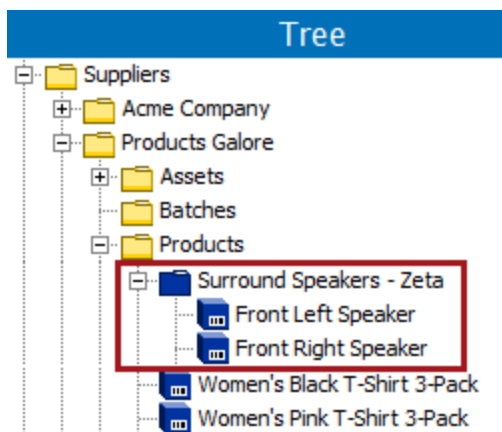 Tree
Suppliers
Acme Company
Products Galore
Assets
Batches
Products
Surround Speakers - Zeta
Front Left Speaker
Front Right Speaker
Women's Black T-Shirt 3-Pack
Women's Pink T-Shirt 3-Pack